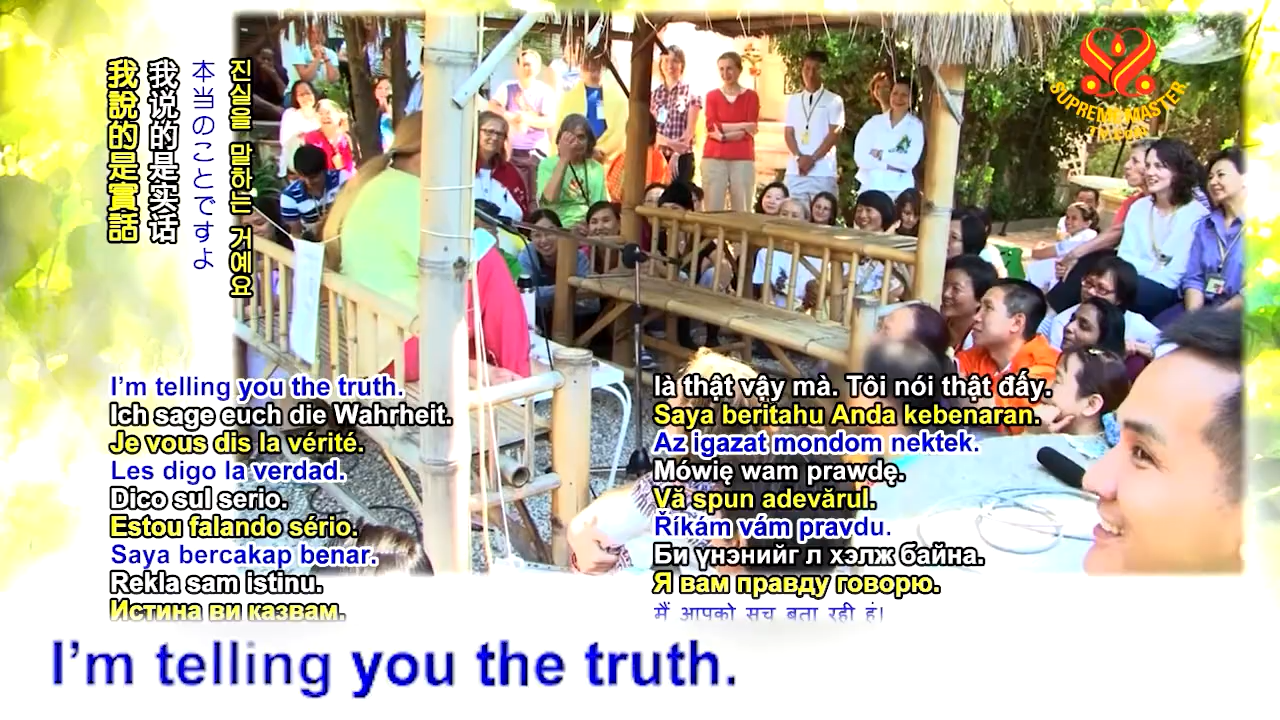 我說的是實話
我说的是实话
本当のことですよ
진실을 말하는 거예요
SUPREME MASTER
TV.COM
I'm telling you the truth.
Ich sage euch die Wahrheit.
Je vous dis la vérité.
Les digo la verdad.
Dico sul serio.
Estou falando sério.
Saya bercakap benar.
Rekla sam istinu.
Истина ви казвам.
là thật vậy mà. Tôi nói thật đấy.
Saya beritahu Anda kebenaran.
Az igazat mondom nektek.
Mówię wam prawdę.
Vă spun adevărul.
Říkám vám pravdu.
Би үнэнийг л хэлж байна.
Я вам правду говорю.
मैं आपको सच बता रही हूं।
I'm telling you the truth.